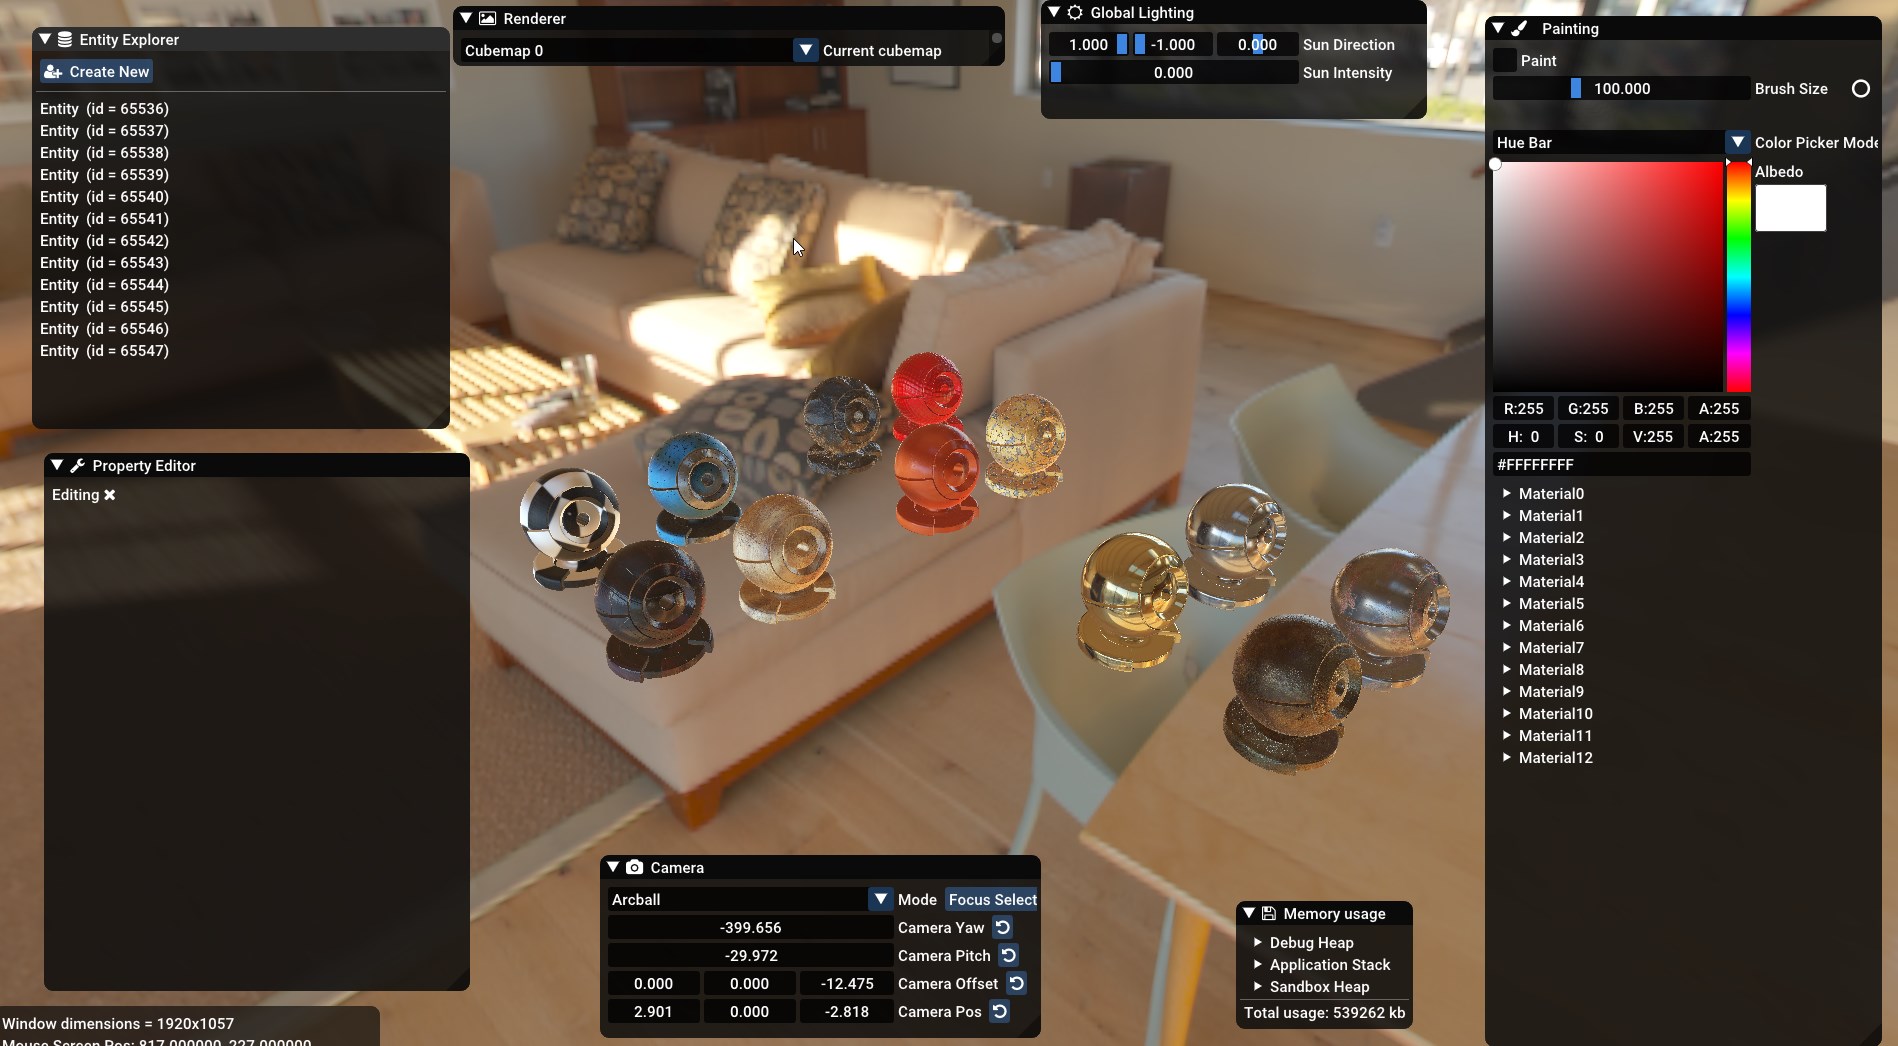 Entity Explorer
Create New
Entity (id = 65536)
Entity (id = 65537)
Entity (id = 65538)
Entity (id = 65539)
Entity (id = 65540)
Entity (id = 65541)
Entity (id = 65542)
Entity (id = 65543)
Entity (id = 65544)
Entity (id = 65545)
Entity (id = 65546)
Entity (id = 65547)
Property Editor
Editing
Window dimensions = 1920x1057
Mouse Screen Pos: 817.000000, 227.000000
Renderer
Cubemap 0 Current cubemap
Global Lighting
1.000 -1.000 0.000 Sun Direction
0.000 Sun Intensity
Camera
Arcball Mode Focus Select
-399.656 Camera Yaw
-29.972 Camera Pitch
0.000 0.000 -12.475 Camera Offset
2.901 0.000 -2.818 Camera Pos
Memory usage
Debug Heap
Application Stack
Sandbox Heap
Total usage: 539262 kb
Painting
Paint
100.000 Brush Size
Hue Bar Color Picker Mode
Albedo
R:255 G:255 B:255 A:255
H: 0 S: 0 V:255 A:255
#FFFFFFFF
Material0
Material1
Material2
Material3
Material4
Material5
Material6
Material7
Material8
Material9
Material10
Material11
Material12